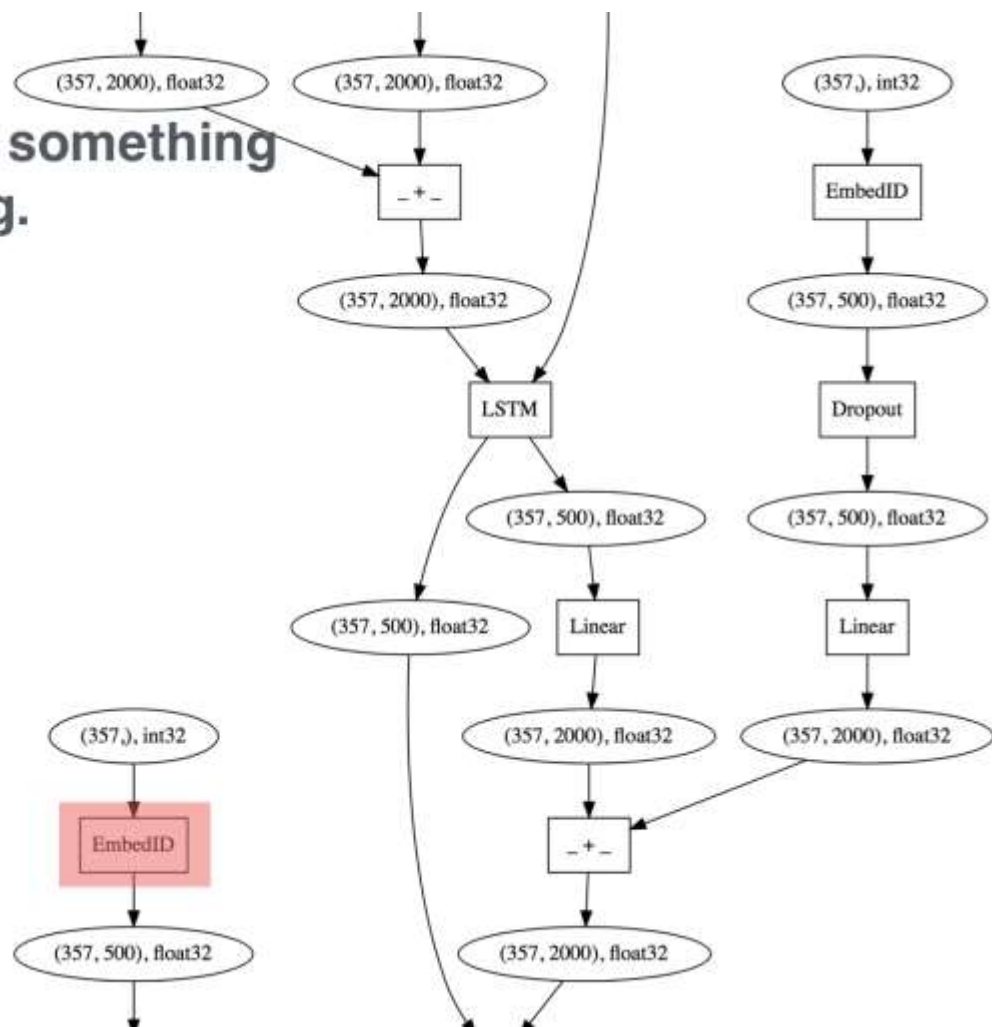 (357, 2000), float32 (357, 2000), float32 (357,), int32
something
_ + _ EmbedID
g.
(357, 2000), float32 (357, 500), float32
LSTM Dropout
(357, 500), float32 (357, 500), float32
(357, 500), float32 Linear Linear
(357,), int32 (357, 2000), float32 (357, 2000), float32
EmbedID _ + _
(357, 500), float32 (357, 2000), float32